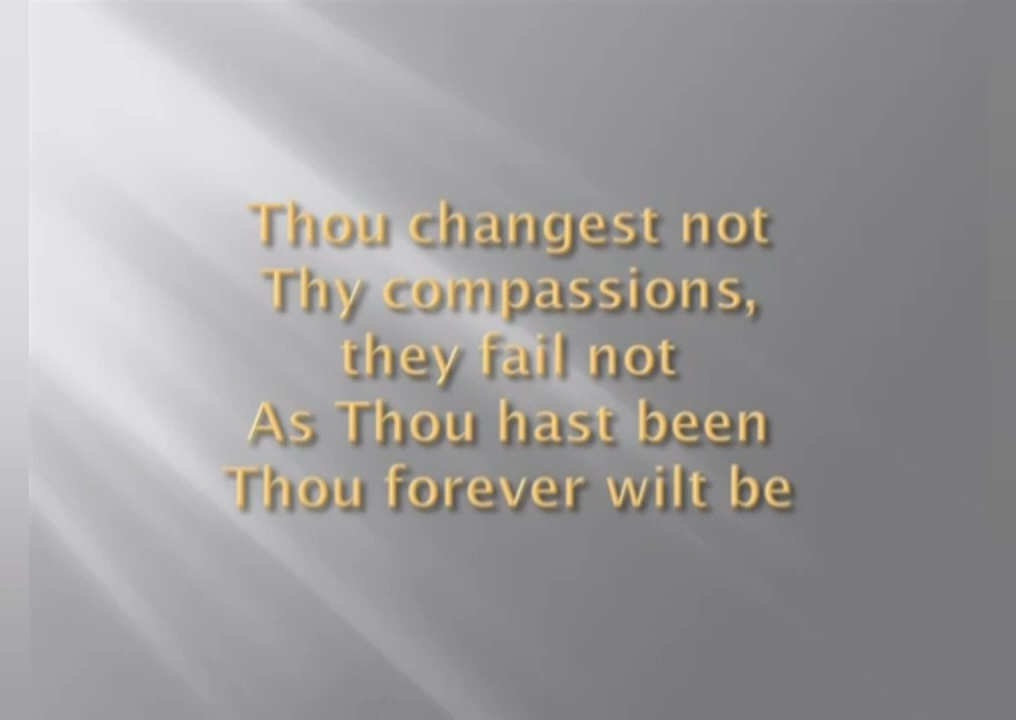 Thou changest not
Thy compassions,
they fail not
As Thou hast been
Thou forever wilt be